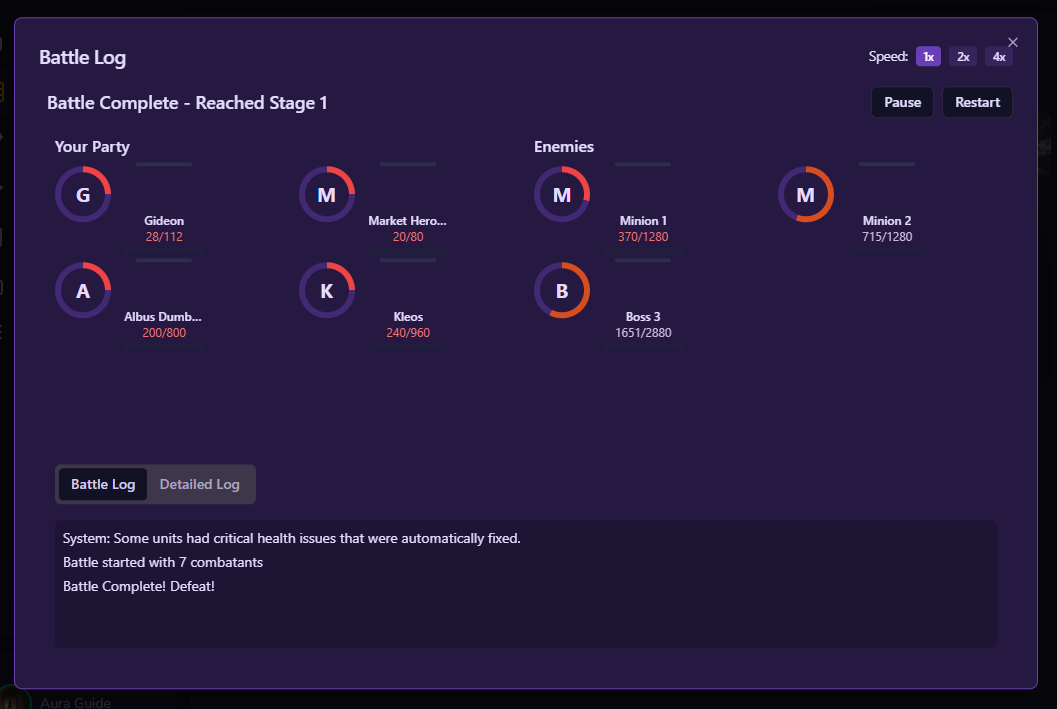 Battle Log
Speed: 1x 2x 4x
Battle Complete - Reached Stage 1
Pause Restart
Your Party
Enemies
G
Gideon
28/112
M
Market Hero...
20/80
M
Minion 1
370/1280
M
Minion 2
715/1280
A
Albus Dumb...
200/800
K
Kleos
240/960
B
Boss 3
1651/2880
Battle Log Detailed Log
System: Some units had critical health issues that were automatically fixed.
Battle started with 7 combatants
Battle Complete! Defeat!
Aura Guide